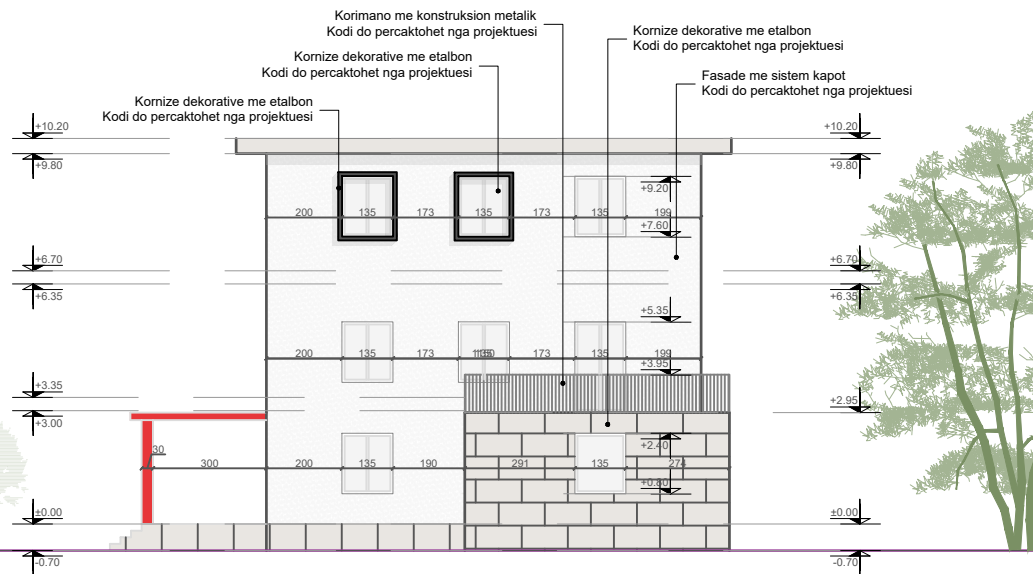 Korimano me konstruksion metalik
Kodi do percaktohet nga projektuesi
Kornize dekorative me etalbon
Kodi do percaktohet nga projektuesi
Kornize dekorative me etalbon
Kodi do percaktohet nga projektuesi
Fasade me sistem kapot
Kodi do percaktohet nga projektuesi
Kornize dekorative me etalbon
Kodi do percaktohet nga projektuesi
+10.20 +10.20
+9.80 +9.80
+9.20
200 135 173 135 173 135 199
+7.60
+6.70 +6.70
+6.35 +6.35
+5.35
200 135 173 173 135 199
+3.95
+3.35 +2.95
+3.00
+2.40
30
300 200 135 190 291 135 274
+0.80
±0.00 ±0.00
-0.70 -0.70